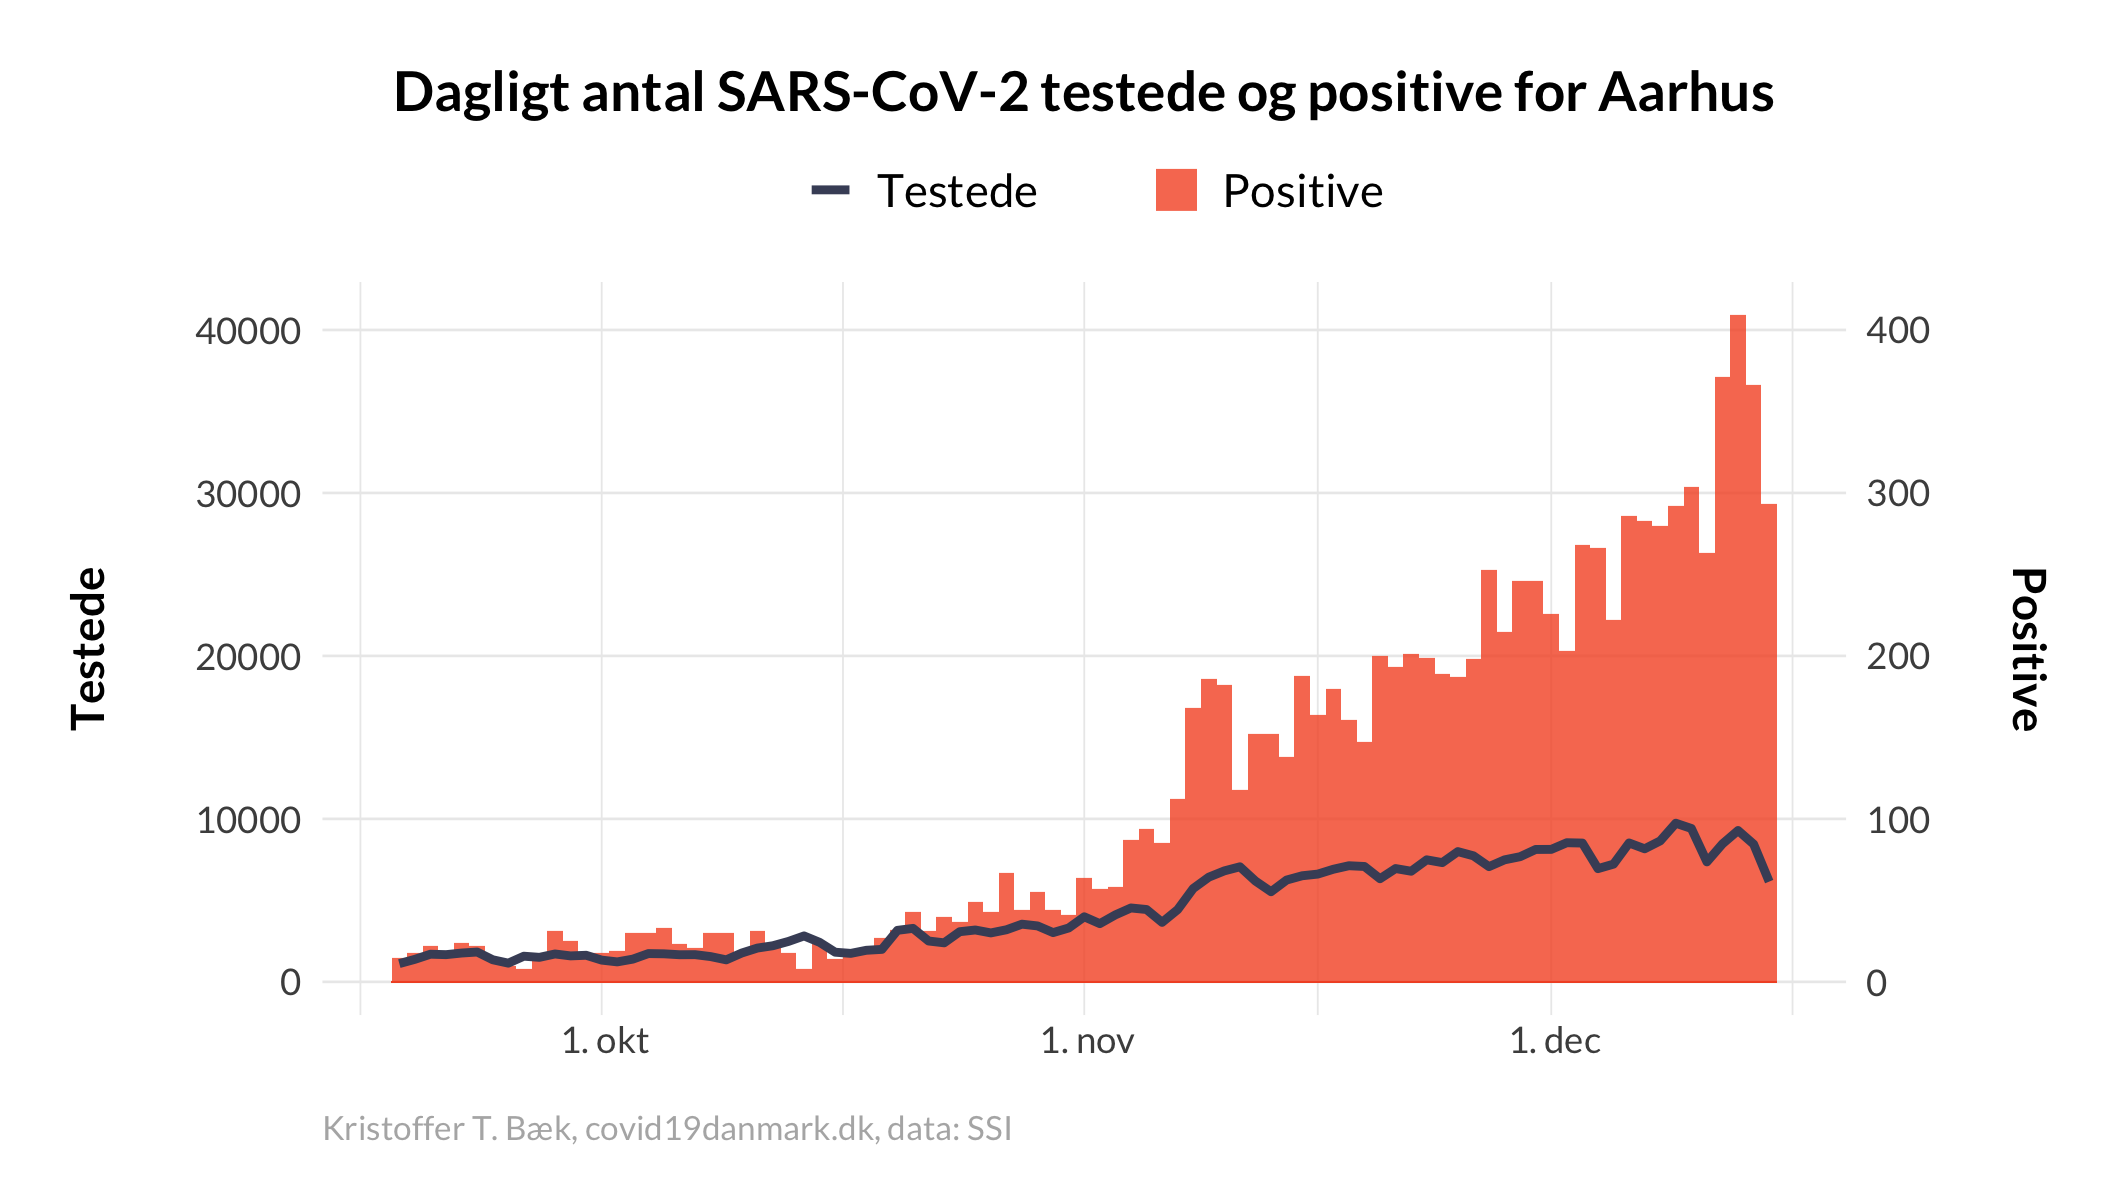 Dagligt antal SARS-CoV-2 testede og positive for Aarhus
Testede
Positive
40000
30000
20000
10000
0
Testede
400
300
200
100
0
Positive
1. okt
1. nov
1. dec
Kristoffer T. Bæk, covid19danmark.dk, data: SSI